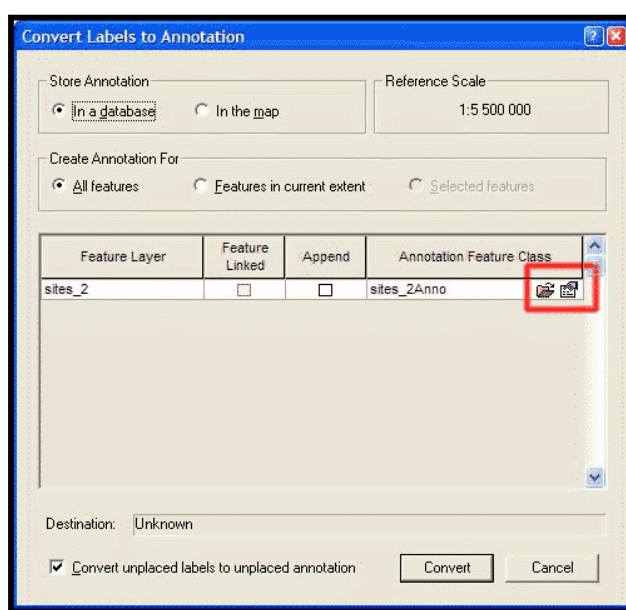 Convert Labels to Annotation
Store Annotation
In a database
In the map
Reference Scale
1:5 500 000
Create Annotation For
All features
Features in current extent
Selected features
Feature Layer
Feature Linked
Append
Annotation Feature Class
sites_2
sites_2Anno
Destination: Unknown
Convert unplaced labels to unplaced annotation
Convert
Cancel